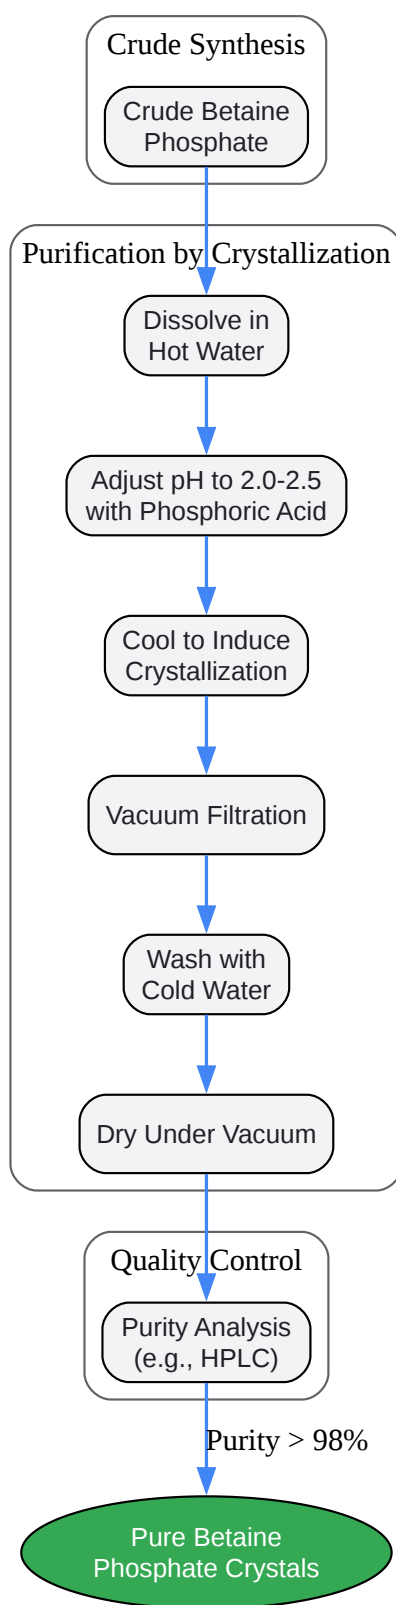 Crude Synthesis
Crude Betaine
Phosphate
Purification by Crystallization
Dissolve in
Hot Water
Adjust pH to 2.0-2.5
with Phosphoric Acid
Cool to Induce
Crystallization
Vacuum Filtration
Wash with
Cold Water
Dry Under Vacuum
Quality Control
Purity Analysis
(e.g., HPLC)
Purity > 98%
Pure Betaine
Phosphate Crystals